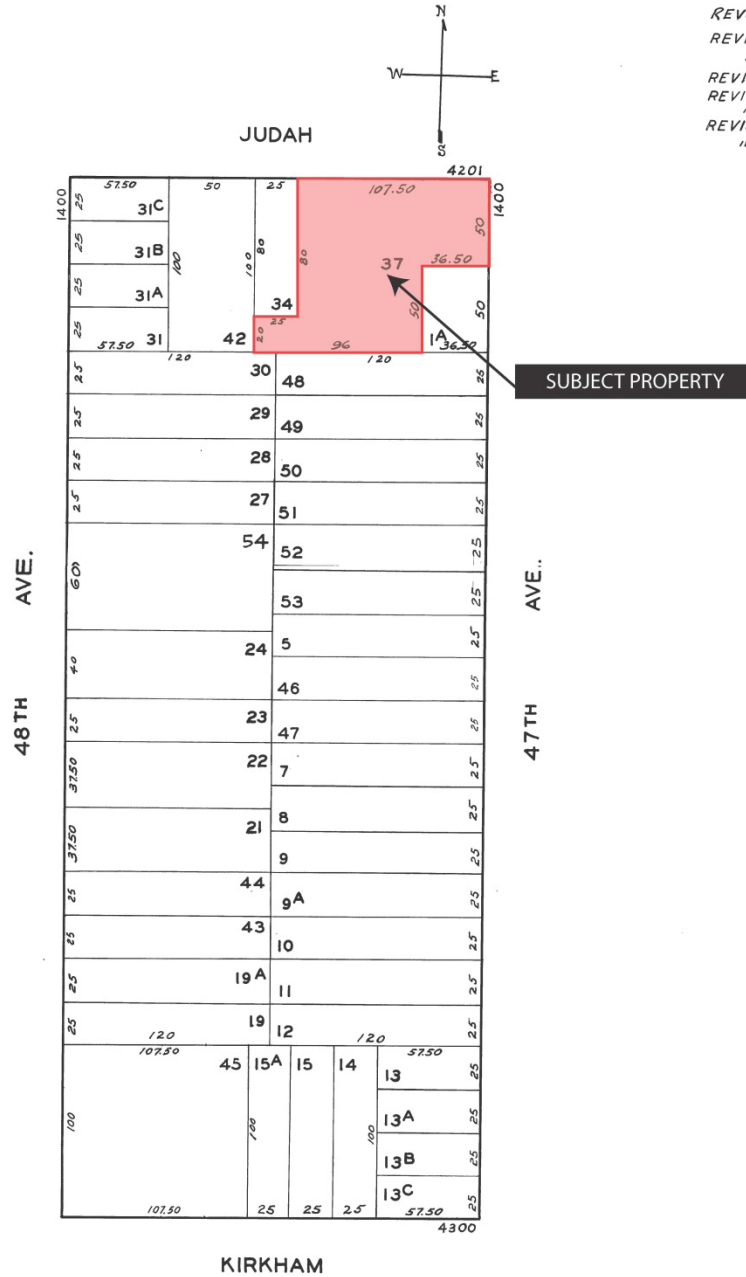 N
W E
S
REV
REVI
REVI
REVI
REVI
JUDAH
4201
1400 57.50 50 25 107.50 1400
25 31C
25 31B 100 100 80 80 37 36.50 50
25 31A
34 25 50 50
25 31 42 20 1A
57.50 96 36.50
SUBJECT PROPERTY
120 120
25 30 48 25
25 29 49 25
25 28 50 25
25 27 51 25
54 52 25
60
53 25
5 25
24
40 46 25
25 23 47 25
22 7 25
37.50
8 25
21
37.50 9 25
25 44 9A 25
25 43 10 25
25 19A 11 25
25 19 12 25
120 120
AVE. AVE..
48TH 47TH
107.50 45 15A 15 14 57.50
13 25
100 100 100 13A 25
13B 25
13C 25
107.50 25 25 25 57.50
4300
KIRKHAM